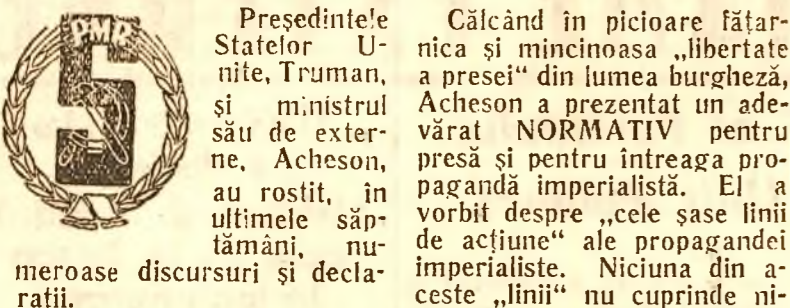 PMR
5
Președintele
Statelor U-
nite, Truman,
și ministrul
său de exter-
ne, Acheson,
au rostit, în
ultimele săp-
tămâni, nu-
meroase discursuri și decla-
rații.
Călcând în picioare fățar-
nica și mincinoasa „libertate
a presei“ din lumea burgheză,
Acheson a prezentat un ade-
vărat NORMATIV pentru
presă și pentru întreaga pro-
pagandă imperialistă. El a
vorbit despre „cele șase linii
de acțiune“ ale propagandei
imperialiste. Niciuna din a-
ceste „linii“ nu cuprinde ni-